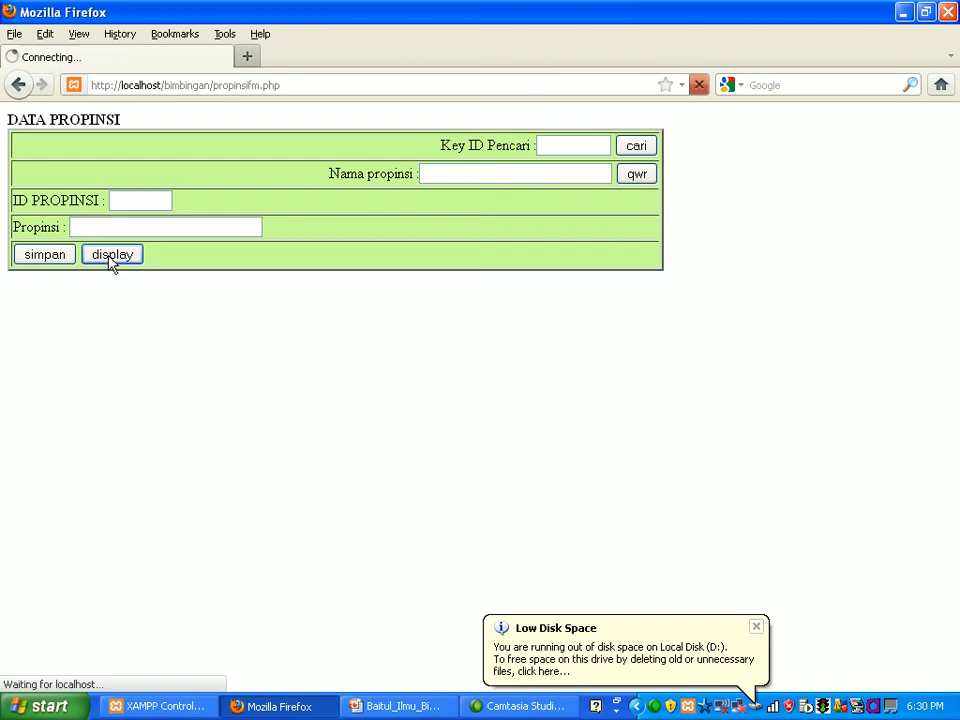 Mozilla Firefox
File Edit View History Bookmarks Tools Help
Connecting...
http://localhost/bimbingan/propinsifm.php
Google
DATA PROPINSI
Key ID Pencari : cari
Nama propinsi : qwr
ID PROPINSI :
Propinsi :
simpan display
Low Disk Space
You are running out of disk space on Local Disk (D:).
To free space on this drive by deleting old or unnecessary
files, click here...
Waiting for localhost...
start XAMPP Control... Mozilla Firefox Baitul_Ilmu_Bi... Camtasia Studi... 6:30 PM